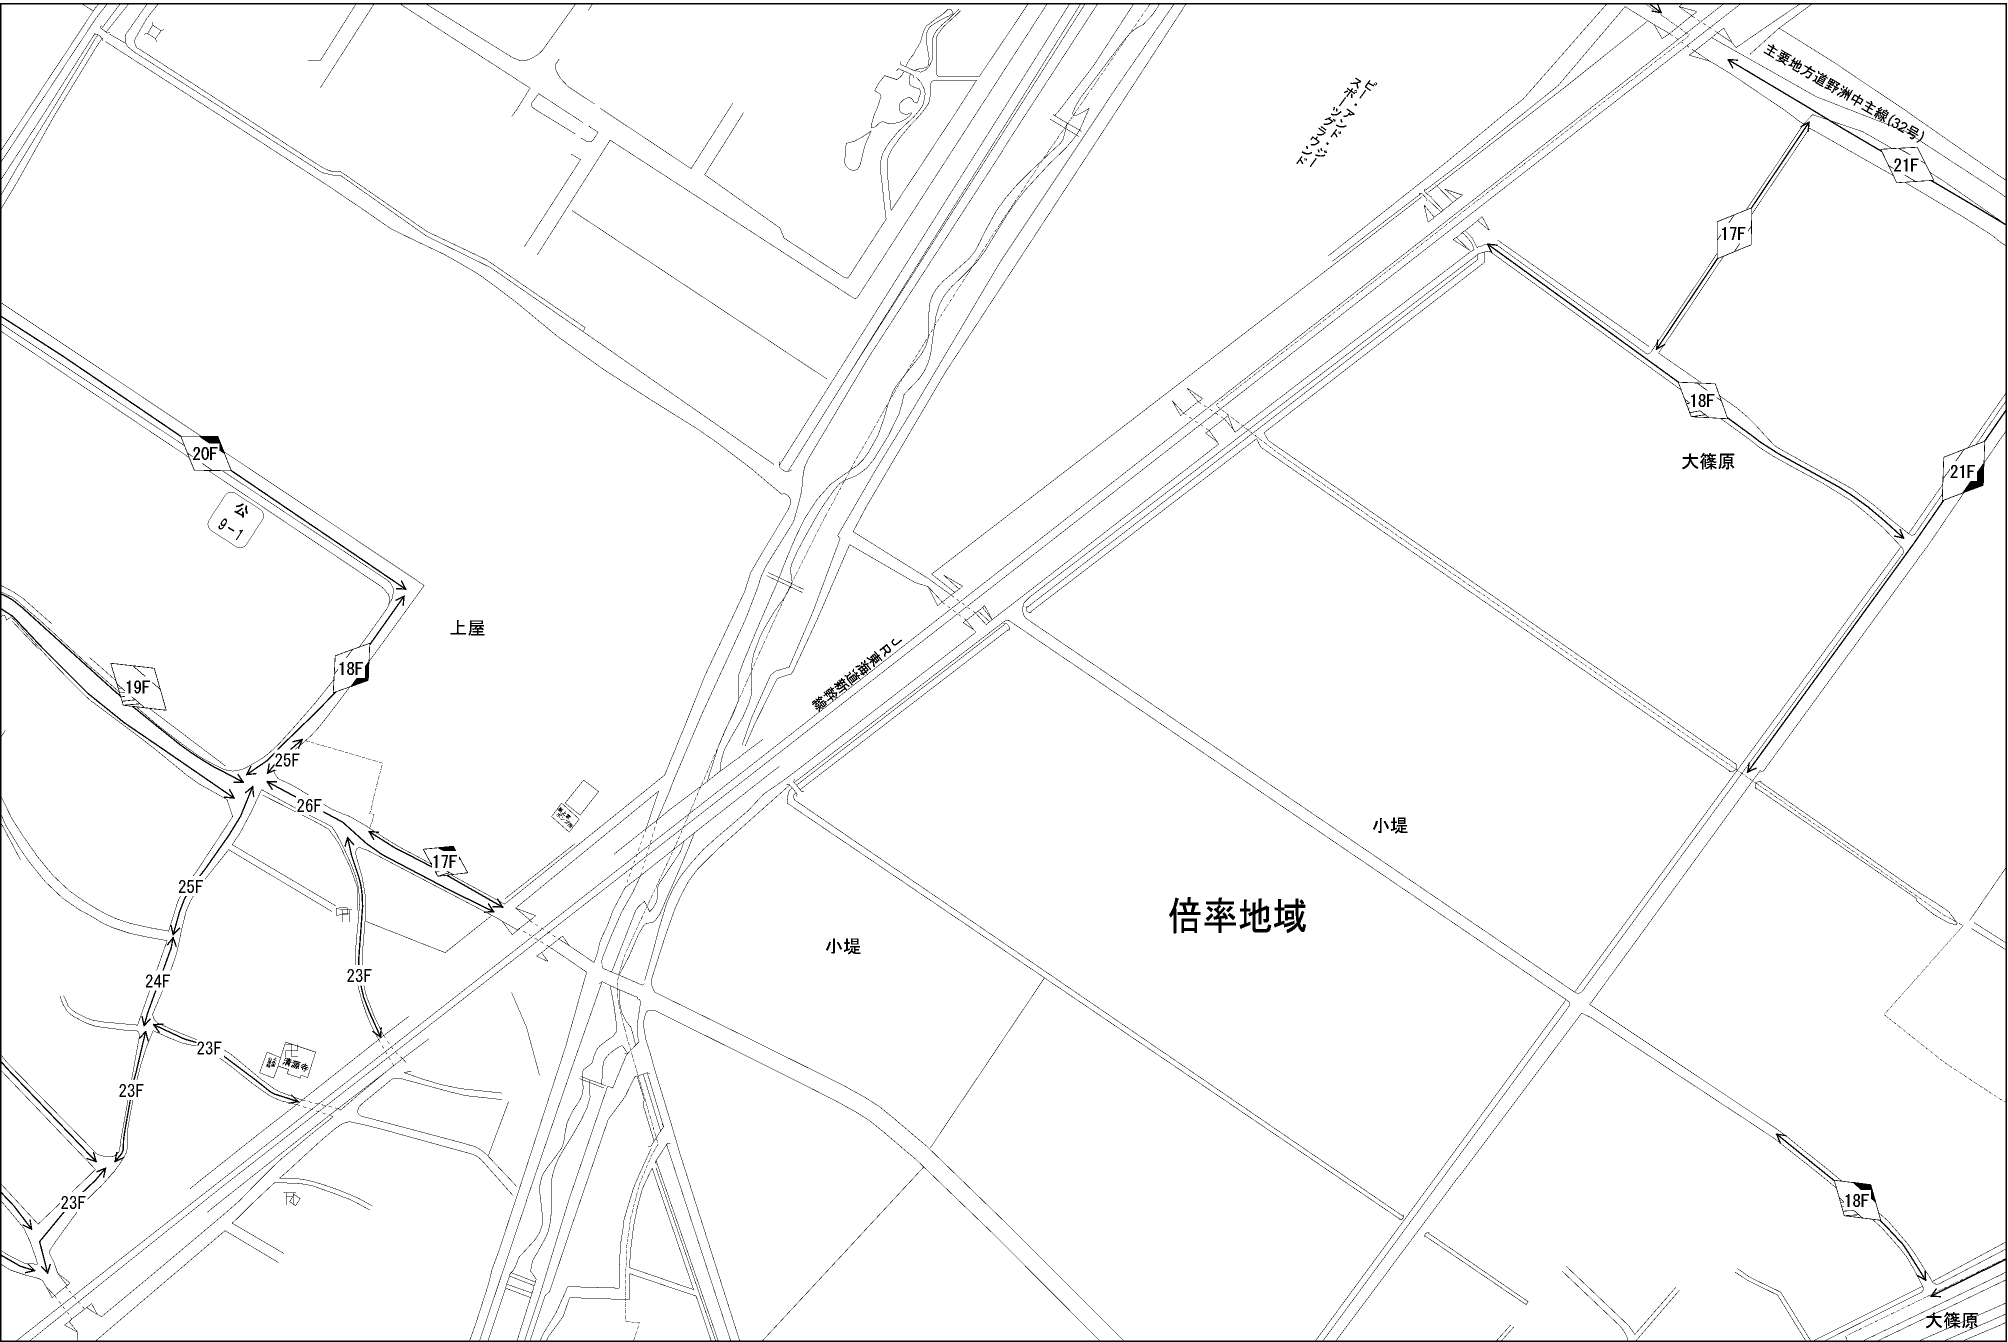 主要地方道野洲中主線(32号)
ビー・アンド・ジー
スポーツグラウンド
21F
17F
18F
大篠原
21F
20F
公
9-1
上屋
18F
19F
JR東海道新幹線
25F
26F
17F
小堤
倍率地域
小堤
25F
24F
23F
23F
清源寺
23F
23F
18F
大篠原